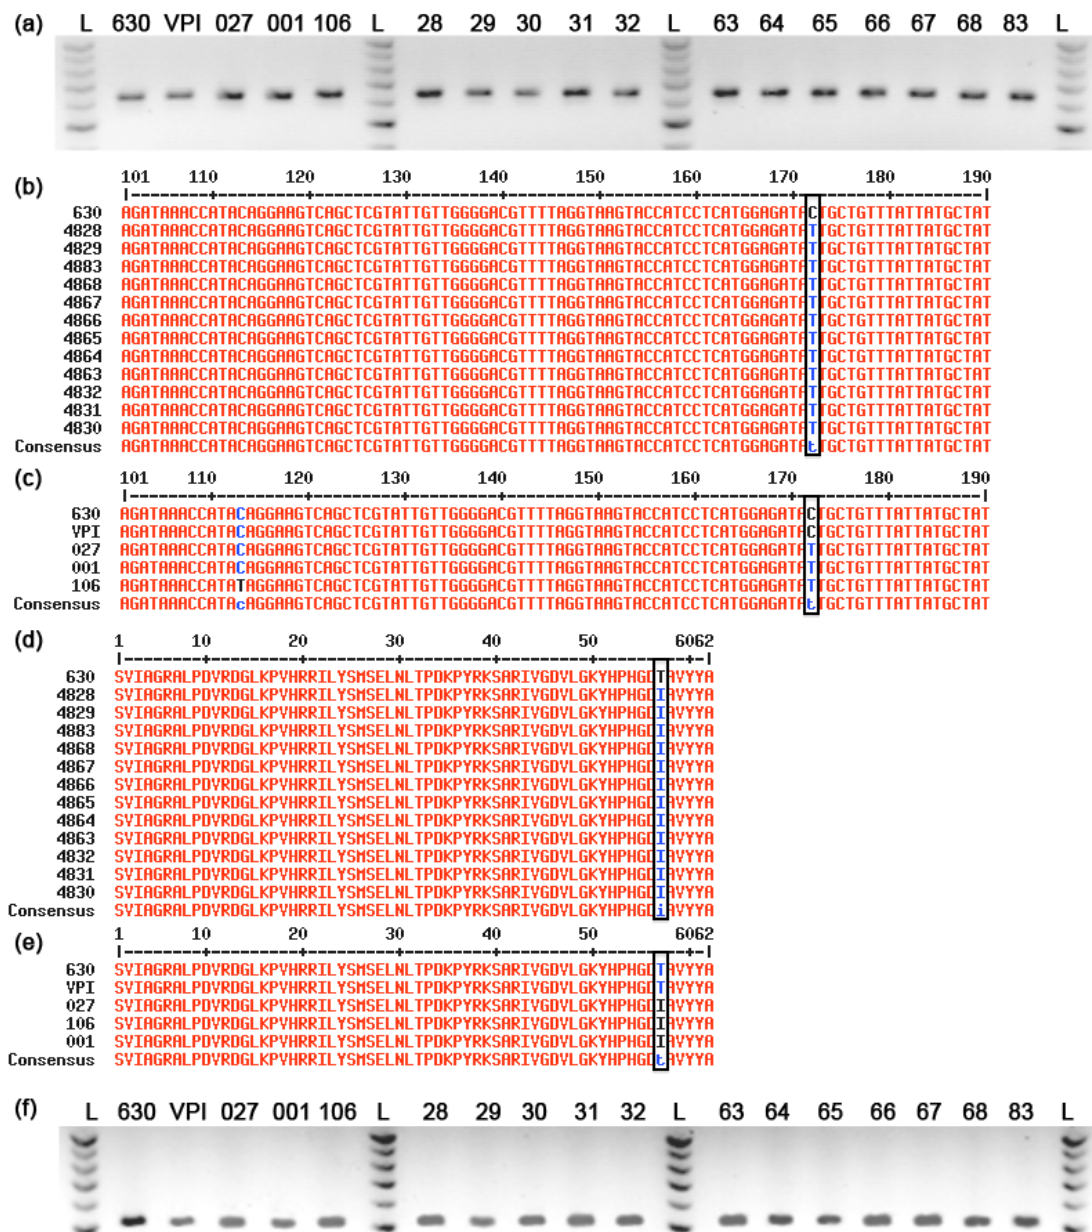 (a) L 630 VPI 027 001 106 L 28 29 30 31 32 L 63 64 65 66 67 68 83 L
(b)
101 110 120 130 140 150 160 170 180 190
630 AGATAAACCATACAGGAAGTCAGCTCGTATTGTTGGGGACGTTTTAGGTAAGTACCATCCTCATGGAGATACTGCTGTTTATTATGCTAT
4828 AGATAAACCATACAGGAAGTCAGCTCGTATTGTTGGGGACGTTTTAGGTAAGTACCATCCTCATGGAGATATTGCTGTTTATTATGCTAT
4829 AGATAAACCATACAGGAAGTCAGCTCGTATTGTTGGGGACGTTTTAGGTAAGTACCATCCTCATGGAGATATTGCTGTTTATTATGCTAT
4883 AGATAAACCATACAGGAAGTCAGCTCGTATTGTTGGGGACGTTTTAGGTAAGTACCATCCTCATGGAGATATTGCTGTTTATTATGCTAT
4868 AGATAAACCATACAGGAAGTCAGCTCGTATTGTTGGGGACGTTTTAGGTAAGTACCATCCTCATGGAGATATTGCTGTTTATTATGCTAT
4867 AGATAAACCATACAGGAAGTCAGCTCGTATTGTTGGGGACGTTTTAGGTAAGTACCATCCTCATGGAGATATTGCTGTTTATTATGCTAT
4866 AGATAAACCATACAGGAAGTCAGCTCGTATTGTTGGGGACGTTTTAGGTAAGTACCATCCTCATGGAGATATTGCTGTTTATTATGCTAT
4865 AGATAAACCATACAGGAAGTCAGCTCGTATTGTTGGGGACGTTTTAGGTAAGTACCATCCTCATGGAGATATTGCTGTTTATTATGCTAT
4864 AGATAAACCATACAGGAAGTCAGCTCGTATTGTTGGGGACGTTTTAGGTAAGTACCATCCTCATGGAGATATTGCTGTTTATTATGCTAT
4863 AGATAAACCATACAGGAAGTCAGCTCGTATTGTTGGGGACGTTTTAGGTAAGTACCATCCTCATGGAGATATTGCTGTTTATTATGCTAT
4832 AGATAAACCATACAGGAAGTCAGCTCGTATTGTTGGGGACGTTTTAGGTAAGTACCATCCTCATGGAGATATTGCTGTTTATTATGCTAT
4831 AGATAAACCATACAGGAAGTCAGCTCGTATTGTTGGGGACGTTTTAGGTAAGTACCATCCTCATGGAGATATTGCTGTTTATTATGCTAT
4830 AGATAAACCATACAGGAAGTCAGCTCGTATTGTTGGGGACGTTTTAGGTAAGTACCATCCTCATGGAGATATTGCTGTTTATTATGCTAT
Consensus AGATAAACCATACAGGAAGTCAGCTCGTATTGTTGGGGACGTTTTAGGTAAGTACCATCCTCATGGAGATAtTGCTGTTTATTATGCTAT
(c)
101 110 120 130 140 150 160 170 180 190
630 AGATAAACCATACAGGAAGTCAGCTCGTATTGTTGGGGACGTTTTAGGTAAGTACCATCCTCATGGAGATACTGCTGTTTATTATGCTAT
VPI AGATAAACCATACAGGAAGTCAGCTCGTATTGTTGGGGACGTTTTAGGTAAGTACCATCCTCATGGAGATACTGCTGTTTATTATGCTAT
027 AGATAAACCATACAGGAAGTCAGCTCGTATTGTTGGGGACGTTTTAGGTAAGTACCATCCTCATGGAGATATTGCTGTTTATTATGCTAT
001 AGATAAACCATACAGGAAGTCAGCTCGTATTGTTGGGGACGTTTTAGGTAAGTACCATCCTCATGGAGATATTGCTGTTTATTATGCTAT
106 AGATAAACCATATAGGAAGTCAGCTCGTATTGTTGGGGACGTTTTAGGTAAGTACCATCCTCATGGAGATATTGCTGTTTATTATGCTAT
Consensus AGATAAACCATAcAGGAAGTCAGCTCGTATTGTTGGGGACGTTTTAGGTAAGTACCATCCTCATGGAGATAtTGCTGTTTATTATGCTAT
(d)
1 10 20 30 40 50 6062
630 SVIAGRALPDVRDGLKPVHRRILYSMSELNLTPDKPYRKSARIVGDVLGKYHPHGDTAVYYA
4828 SVIAGRALPDVRDGLKPVHRRILYSMSELNLTPDKPYRKSARIVGDVLGKYHPHGDIAVYYA
4829 SVIAGRALPDVRDGLKPVHRRILYSMSELNLTPDKPYRKSARIVGDVLGKYHPHGDIAVYYA
4883 SVIAGRALPDVRDGLKPVHRRILYSMSELNLTPDKPYRKSARIVGDVLGKYHPHGDIAVYYA
4868 SVIAGRALPDVRDGLKPVHRRILYSMSELNLTPDKPYRKSARIVGDVLGKYHPHGDIAVYYA
4867 SVIAGRALPDVRDGLKPVHRRILYSMSELNLTPDKPYRKSARIVGDVLGKYHPHGDIAVYYA
4866 SVIAGRALPDVRDGLKPVHRRILYSMSELNLTPDKPYRKSARIVGDVLGKYHPHGDIAVYYA
4865 SVIAGRALPDVRDGLKPVHRRILYSMSELNLTPDKPYRKSARIVGDVLGKYHPHGDIAVYYA
4864 SVIAGRALPDVRDGLKPVHRRILYSMSELNLTPDKPYRKSARIVGDVLGKYHPHGDIAVYYA
4863 SVIAGRALPDVRDGLKPVHRRILYSMSELNLTPDKPYRKSARIVGDVLGKYHPHGDIAVYYA
4832 SVIAGRALPDVRDGLKPVHRRILYSMSELNLTPDKPYRKSARIVGDVLGKYHPHGDIAVYYA
4831 SVIAGRALPDVRDGLKPVHRRILYSMSELNLTPDKPYRKSARIVGDVLGKYHPHGDIAVYYA
4830 SVIAGRALPDVRDGLKPVHRRILYSMSELNLTPDKPYRKSARIVGDVLGKYHPHGDIAVYYA
Consensus SVIAGRALPDVRDGLKPVHRRILYSMSELNLTPDKPYRKSARIVGDVLGKYHPHGDiAVYYA
(e)
1 10 20 30 40 50 6062
630 SVIAGRALPDVRDGLKPVHRRILYSMSELNLTPDKPYRKSARIVGDVLGKYHPHGDTAVYYA
VPI SVIAGRALPDVRDGLKPVHRRILYSMSELNLTPDKPYRKSARIVGDVLGKYHPHGDTAVYYA
027 SVIAGRALPDVRDGLKPVHRRILYSMSELNLTPDKPYRKSARIVGDVLGKYHPHGDIAVYYA
106 SVIAGRALPDVRDGLKPVHRRILYSMSELNLTPDKPYRKSARIVGDVLGKYHPHGDIAVYYA
001 SVIAGRALPDVRDGLKPVHRRILYSMSELNLTPDKPYRKSARIVGDVLGKYHPHGDIAVYYA
Consensus SVIAGRALPDVRDGLKPVHRRILYSMSELNLTPDKPYRKSARIVGDVLGKYHPHGDtAVYYA
(f) L 630 VPI 027 001 106 L 28 29 30 31 32 L 63 64 65 66 67 68 83 L